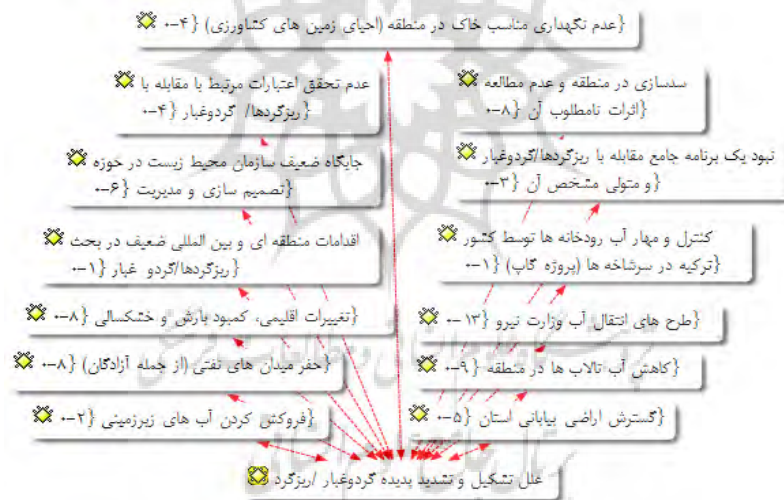 عدم نگهداری مناسب خاک در منطقه (احیای زمین های کشاورزی) {۴-۰}
سدسازی در منطقه و عدم مطالعه
اثرات نامطلوب آن {۸-۰}
عدم تحقق اعتبارات مرتبط با مقابله با
ریزگردها/ گردوغبار {۴-۰}
نبود یک برنامه جامع مقابله با ریزگردها/گردوغبار
و متولی مشخص آن {۳-۰}
جایگاه ضعیف سازمان محیط زیست در حوزه
تصمیم سازی و مدیریت {۶-۰}
کنترل و مهار آب رودخانه ها توسط کشور
ترکیه در سرشاخه ها (پروژه گاپ) {۱-۰}
اقدامات منطقه ای و بین المللی ضعیف در بحث
ریزگردها/گردو غبار {۱-۰}
طرح های انتقال آب وزارت نیرو {۱۳-۰}
تغییرات اقلیمی، کمبود بارش و خشکسالی {۸-۰}
کاهش آب تالاب ها در منطقه {۹-۰}
حفر میدان های نفتی (از جمله آزادگان) {۸-۰}
گسترش اراضی بیابانی استان {۵-۰}
فروکش کردن آب های زیرزمینی {۲-۰}
علل تشکیل و تشدید پدیده گردوغبار /ریزگرد